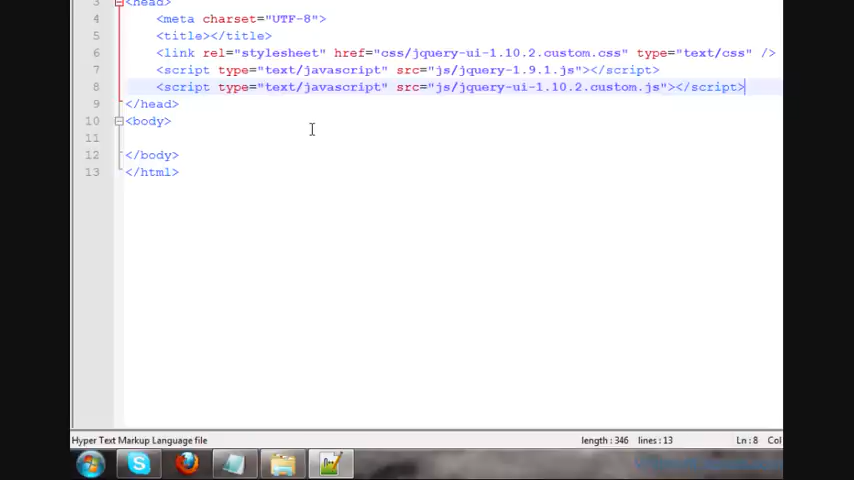 3 <head>
4 <meta charset="UTF-8">
5 <title></title>
6 <link rel="stylesheet" href="css/jquery-ui-1.10.2.custom.css" type="text/css" />
7 <script type="text/javascript" src="js/jquery-1.9.1.js"></script>
8 <script type="text/javascript" src="js/jquery-ui-1.10.2.custom.js"></script>
9 </head>
10 <body>
11
12 </body>
13 </html>
Hyper Text Markup Language file length : 346 lines : 13 Ln : 8 Col